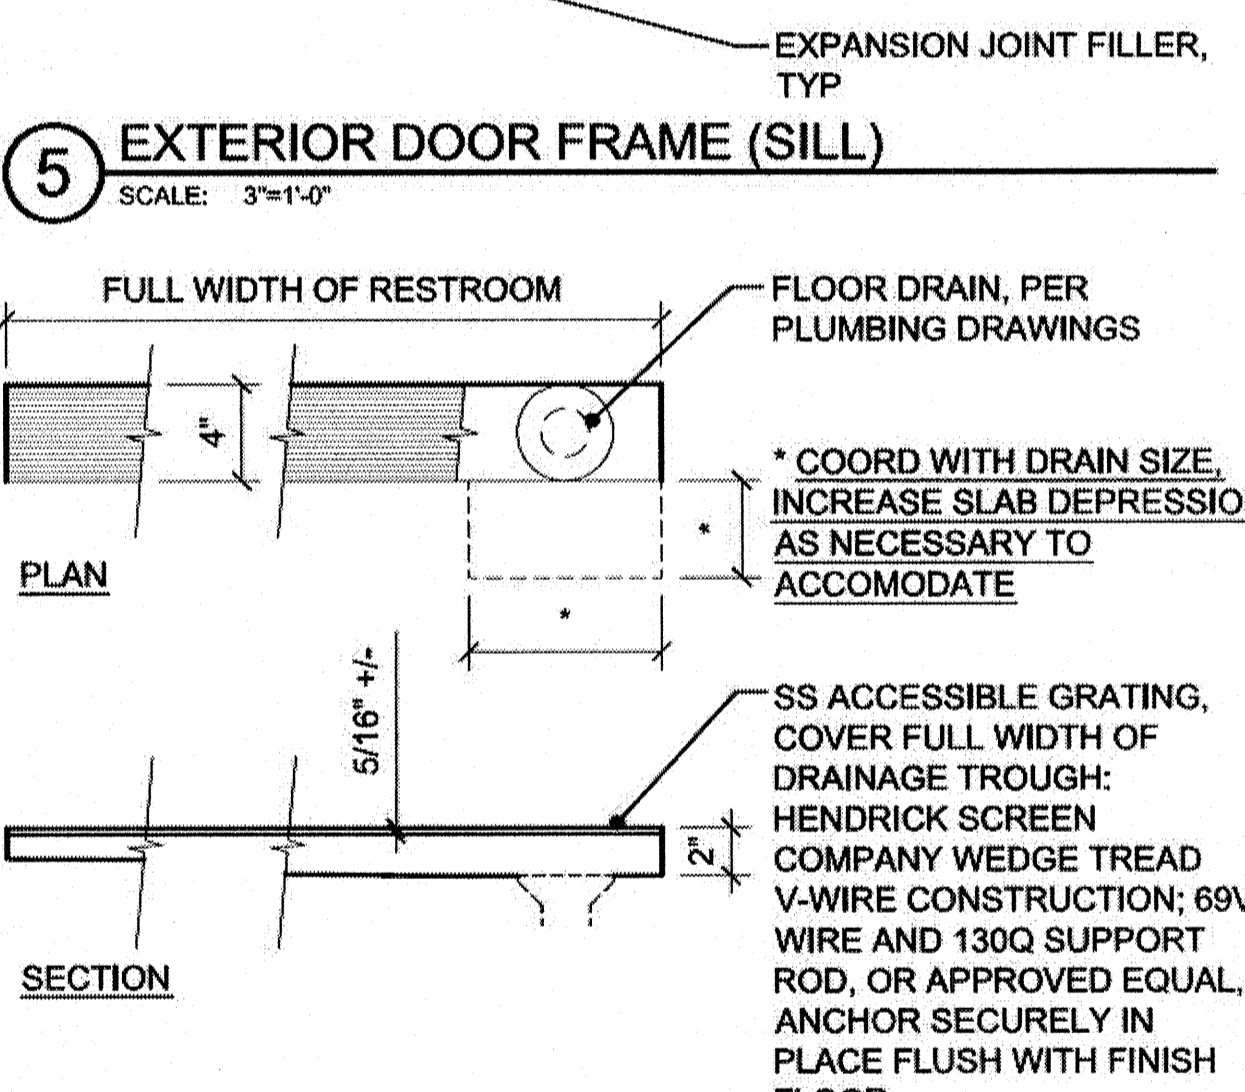 EXPANSION JOINT FILLER,
TYP
5
EXTERIOR DOOR FRAME (SILL)
SCALE: 3"=1'-0"
FULL WIDTH OF RESTROOM
FLOOR DRAIN, PER
PLUMBING DRAWINGS
4"
* COORD WITH DRAIN SIZE,
INCREASE SLAB DEPRESSIO
AS NECESSARY TO
ACCOMODATE
*
*
PLAN
5/16" +/-
SS ACCESSIBLE GRATING,
COVER FULL WIDTH OF
DRAINAGE TROUGH:
HENDRICK SCREEN
COMPANY WEDGE TREAD
V-WIRE CONSTRUCTION; 69V
WIRE AND 130Q SUPPORT
ROD, OR APPROVED EQUAL,
ANCHOR SECURELY IN
PLACE FLUSH WITH FINISH
2"
SECTION